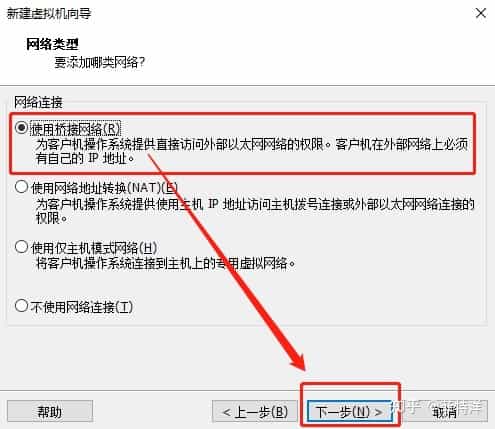 新建虚拟机向导
网络类型
要添加哪类网络?
网络连接
使用桥接网络(R)
为客户机操作系统提供直接访问外部以太网网络的权限。客户机在外部网络上必须
有自己的 IP 地址。
使用网络地址转换(NAT)(E)
为客户机操作系统提供使用主机 IP 地址访问主机拨号连接或外部以太网网络连接的
权限。
使用仅主机模式网络(H)
将客户机操作系统连接到主机上的专用虚拟网络。
不使用网络连接(T)
帮助
< 上一步(B)
下一步(N) >
取消
知乎